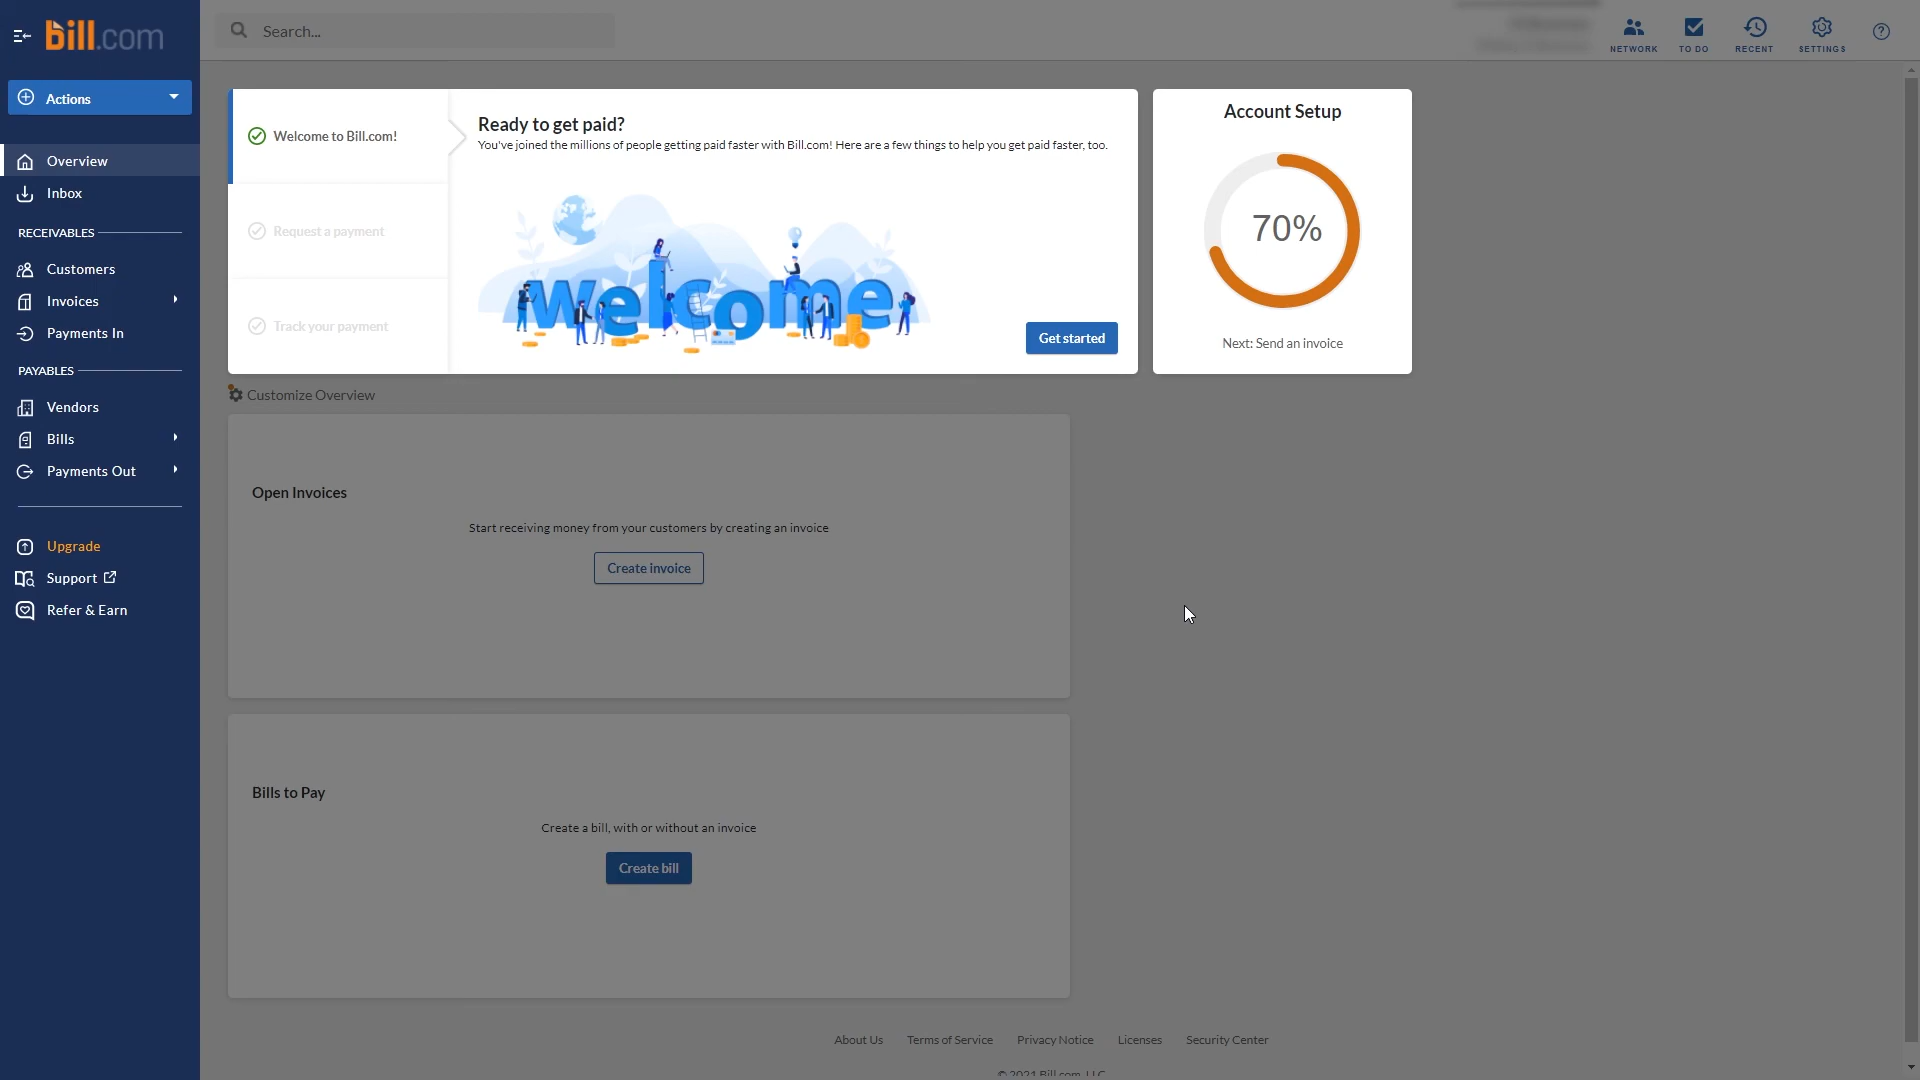 bill.com
Search...
NETWORK
TO DO
RECENT
SETTINGS
Actions
Overview
Inbox
RECEIVABLES
Customers
Invoices
Payments In
PAYABLES
Vendors
Bills
Payments Out
Upgrade
Support
Refer & Earn
Welcome to Bill.com!
Request a payment
Track your payment
Ready to get paid?
You've joined the millions of people getting paid faster with Bill.com! Here are a few things to help you get paid faster, too.
welcome
Get started
Account Setup
70%
Next: Send an invoice
Customize Overview
Open Invoices
Start receiving money from your customers by creating an invoice
Create invoice
Bills to Pay
Create a bill, with or without an invoice
Create bill
About Us Terms of Service Privacy Notice Licenses Security Center
© 2021 Bill.com, LLC